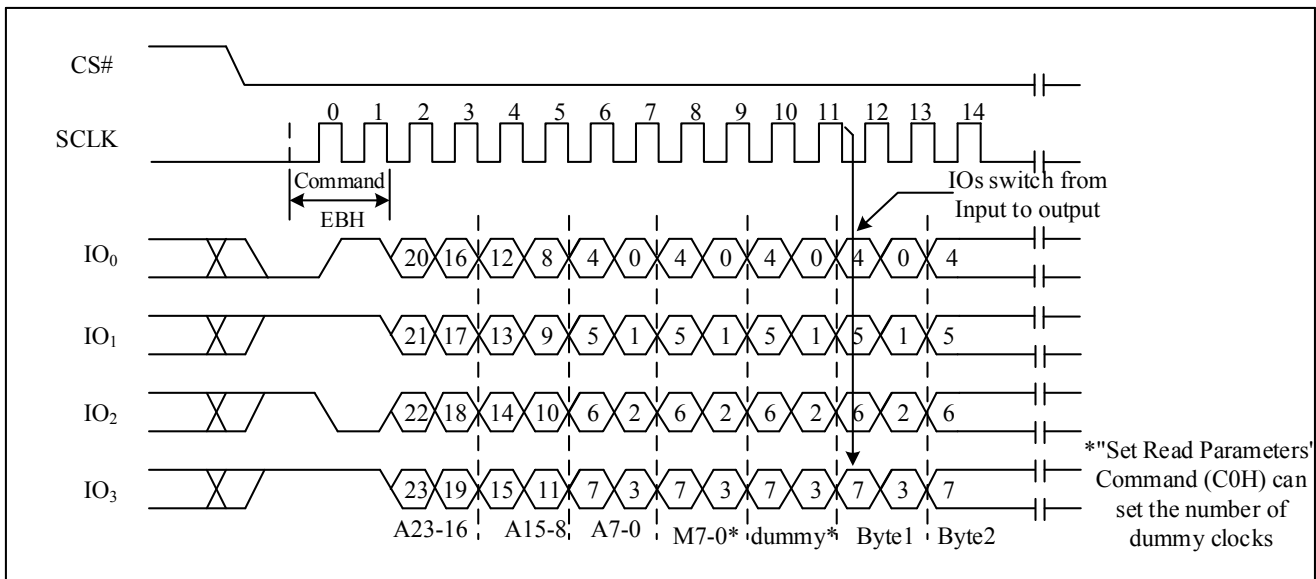 CS#
0 1 2 3 4 5 6 7 8 9 10 11 12 13 14
SCLK
Command
EBH
IOs switch from
Input to output
IO0 20 16 12 8 4 0 4 0 4 0 4 0 4
IO1 21 17 13 9 5 1 5 1 5 1 5 1 5
IO2 22 18 14 10 6 2 6 2 6 2 6 2 6
IO3 23 19 15 11 7 3 7 3 7 3 7 3 7
A23-16 A15-8 A7-0 M7-0* dummy* Byte1 Byte2
*"Set Read Parameters"
Command (C0H) can
set the number of
dummy clocks